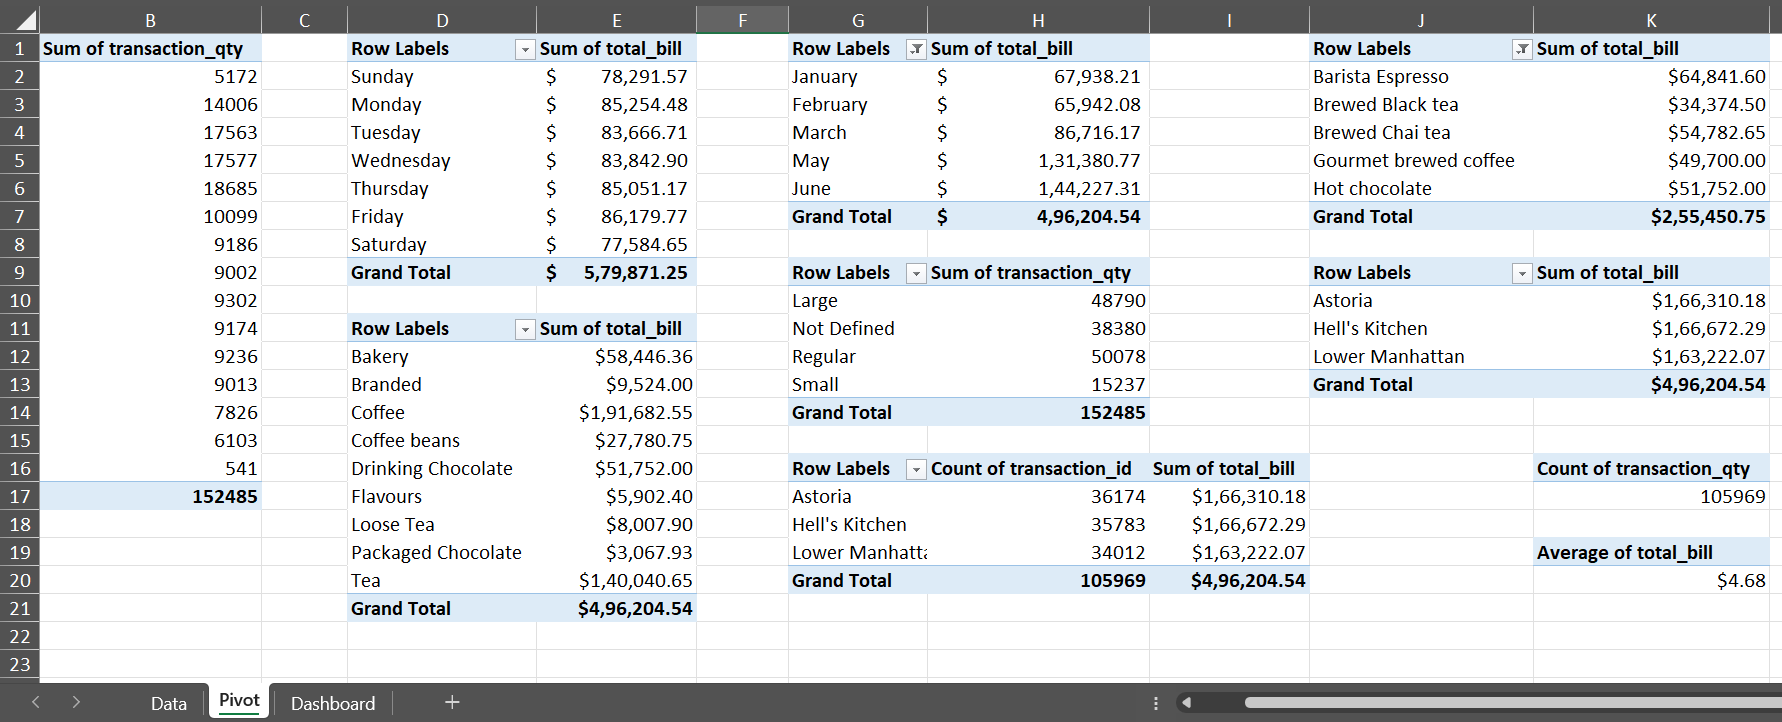 B C D E F G H I J K
1 Sum of transaction_qty Row Labels Sum of total_bill Row Labels Sum of total_bill Row Labels Sum of total_bill
2 5172 Sunday $ 78,291.57 January $ 67,938.21 Barista Espresso $64,841.60
3 14006 Monday $ 85,254.48 February $ 65,942.08 Brewed Black tea $34,374.50
4 17563 Tuesday $ 83,666.71 March $ 86,716.17 Brewed Chai tea $54,782.65
5 17577 Wednesday $ 83,842.90 May $ 1,31,380.77 Gourmet brewed coffee $49,700.00
6 18685 Thursday $ 85,051.17 June $ 1,44,227.31 Hot chocolate $51,752.00
7 10099 Friday $ 86,179.77 Grand Total $ 4,96,204.54 Grand Total $2,55,450.75
8 9186 Saturday $ 77,584.65
9 9002 Grand Total $ 5,79,871.25 Row Labels Sum of transaction_qty Row Labels Sum of total_bill
10 9302 Large 48790 Astoria $1,66,310.18
11 9174 Row Labels Sum of total_bill Not Defined 38380 Hell's Kitchen $1,66,672.29
12 9236 Bakery $58,446.36 Regular 50078 Lower Manhattan $1,63,222.07
13 9013 Branded $9,524.00 Small 15237 Grand Total $4,96,204.54
14 7826 Coffee $1,91,682.55 Grand Total 152485
15 6103 Coffee beans $27,780.75
16 541 Drinking Chocolate $51,752.00 Row Labels Count of transaction_id Sum of total_bill Count of transaction_qty
17 152485 Flavours $5,902.40 Astoria 36174 $1,66,310.18 105969
18 Loose Tea $8,007.90 Hell's Kitchen 35783 $1,66,672.29
19 Packaged Chocolate $3,067.93 Lower Manhatta 34012 $1,63,222.07 Average of total_bill
20 Tea $1,40,040.65 Grand Total 105969 $4,96,204.54 $4.68
21 Grand Total $4,96,204.54
22
23
Data Pivot Dashboard +